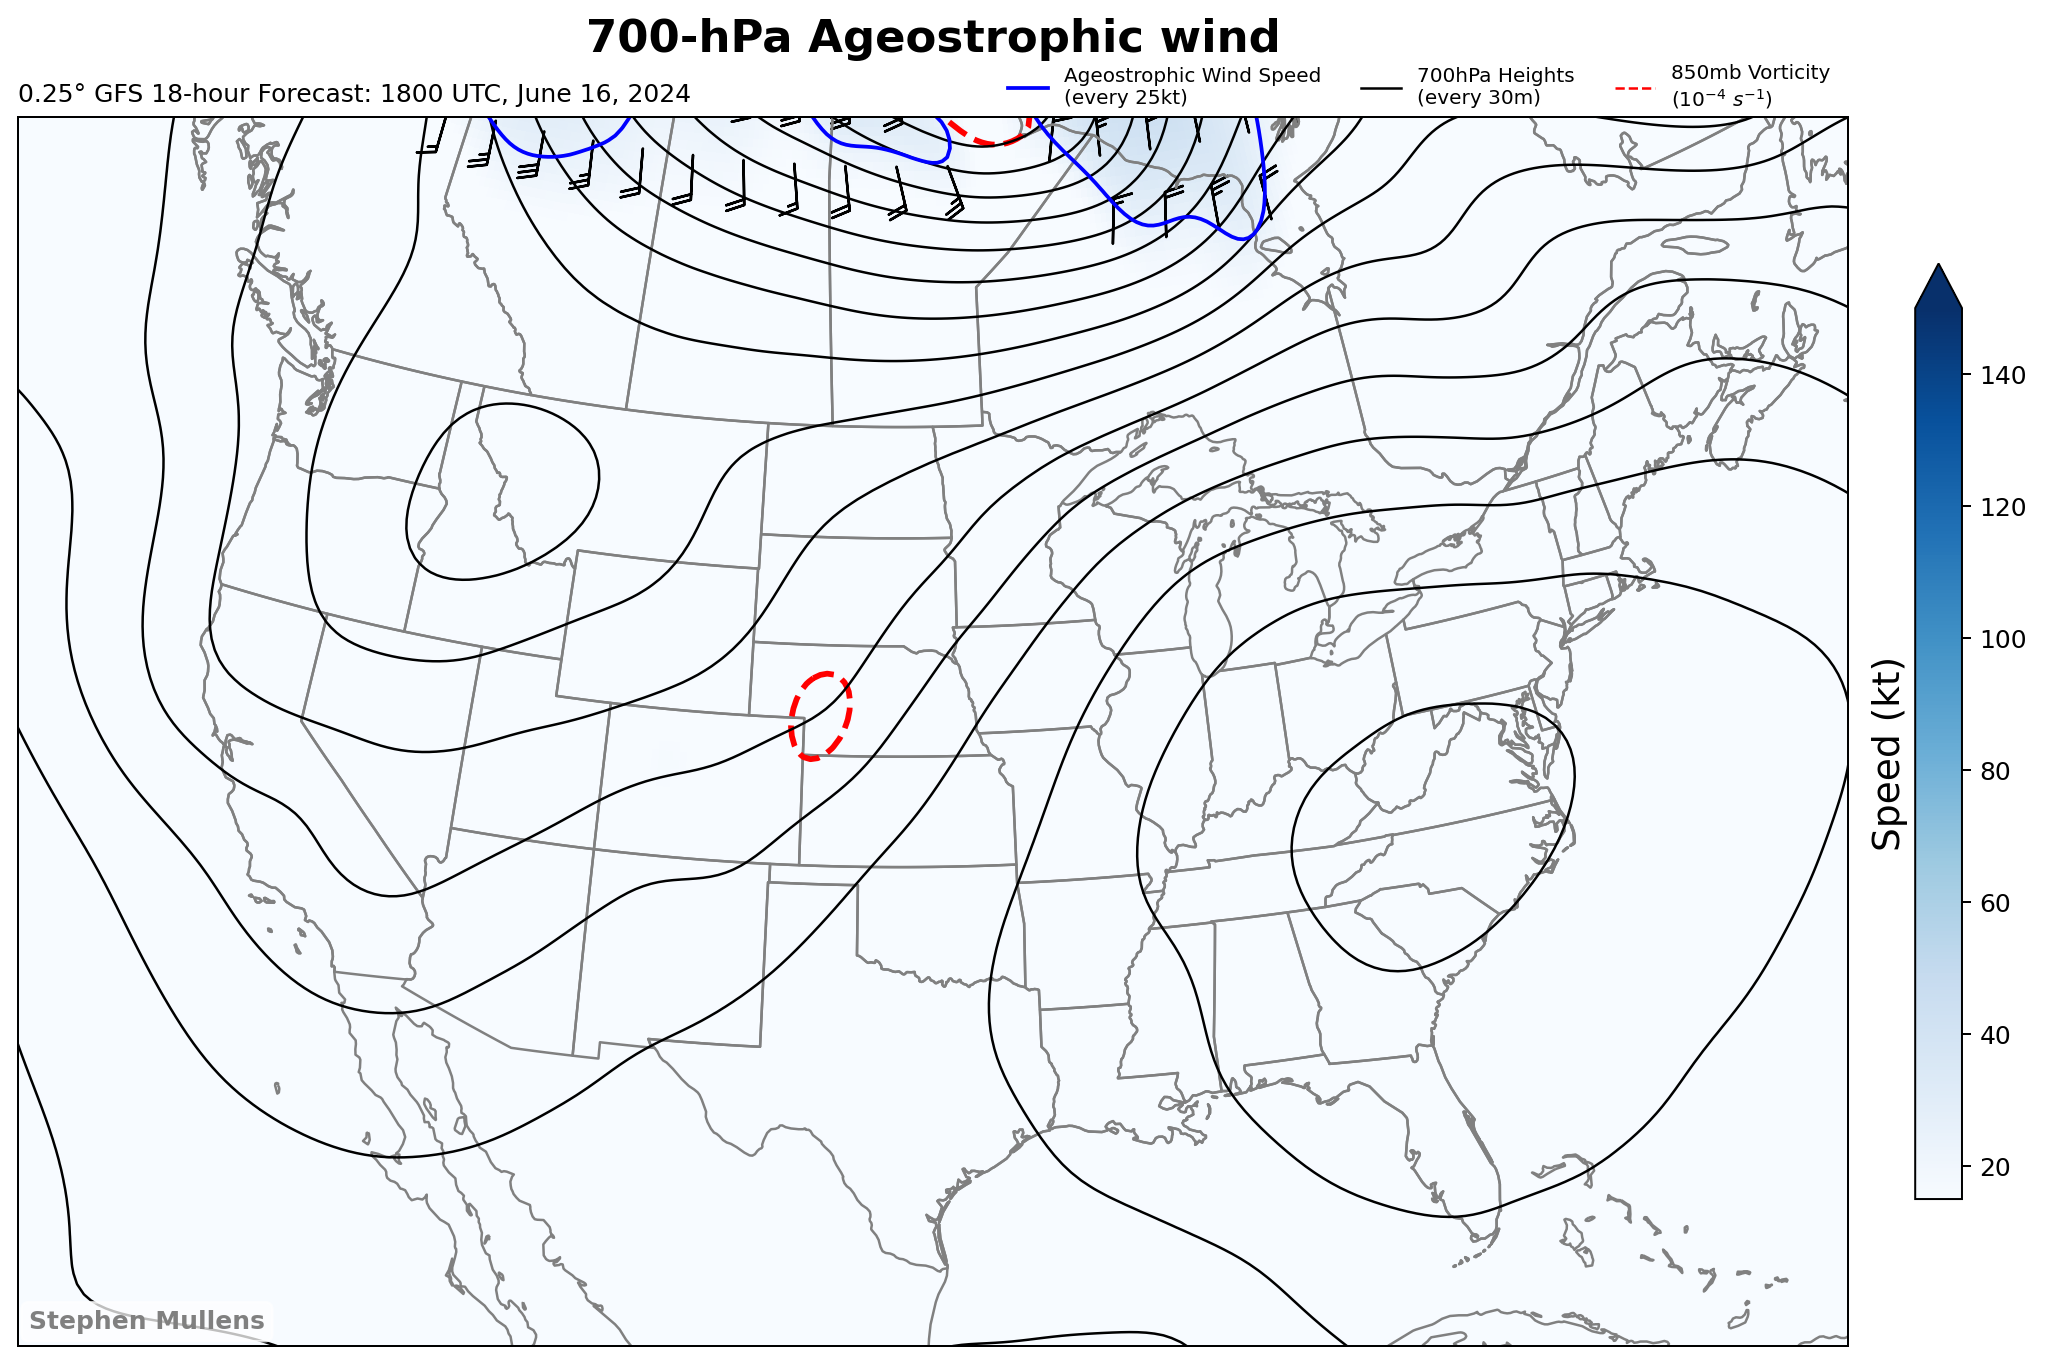 700-hPa Ageostrophic wind
0.25° GFS 18-hour Forecast: 1800 UTC, June 16, 2024
Ageostrophic Wind Speed
(every 25kt)
700hPa Heights
(every 30m)
850mb Vorticity
(10⁻⁴ s⁻¹)
140
120
100
80
60
40
20
Speed (kt)
Stephen Mullens